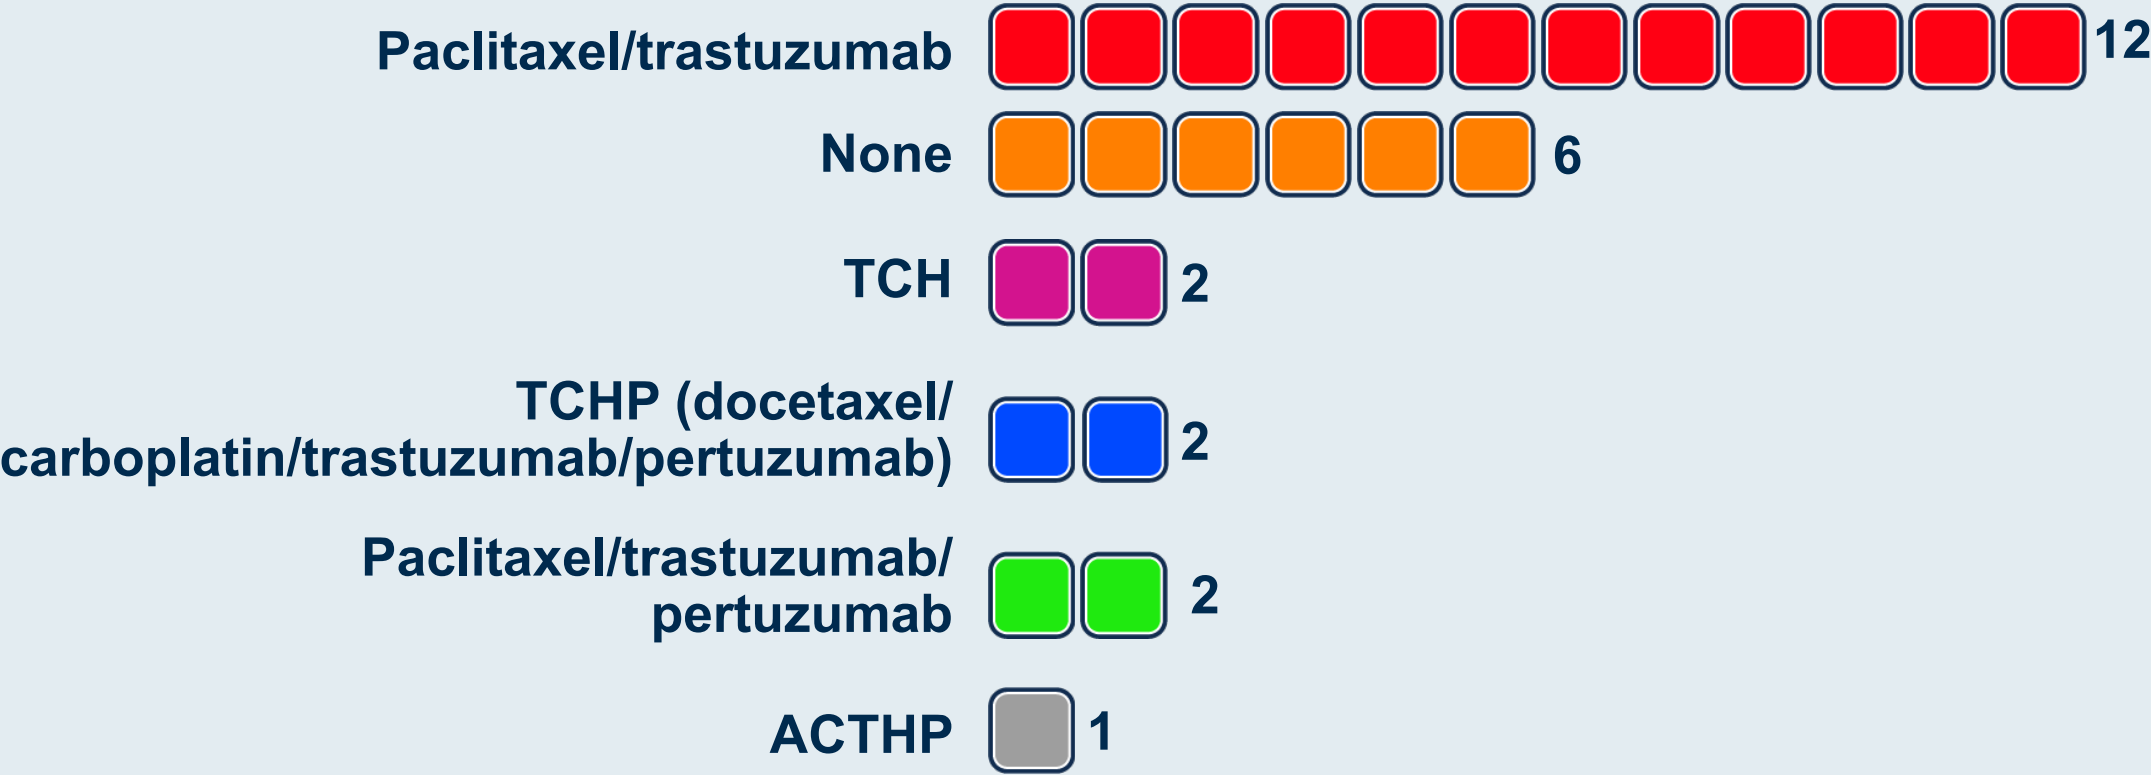 Paclitaxel/trastuzumab 12
None 6
TCH 2
TCHP (docetaxel/
carboplatin/trastuzumab/pertuzumab) 2
Paclitaxel/trastuzumab/
pertuzumab 2
ACTHP 1